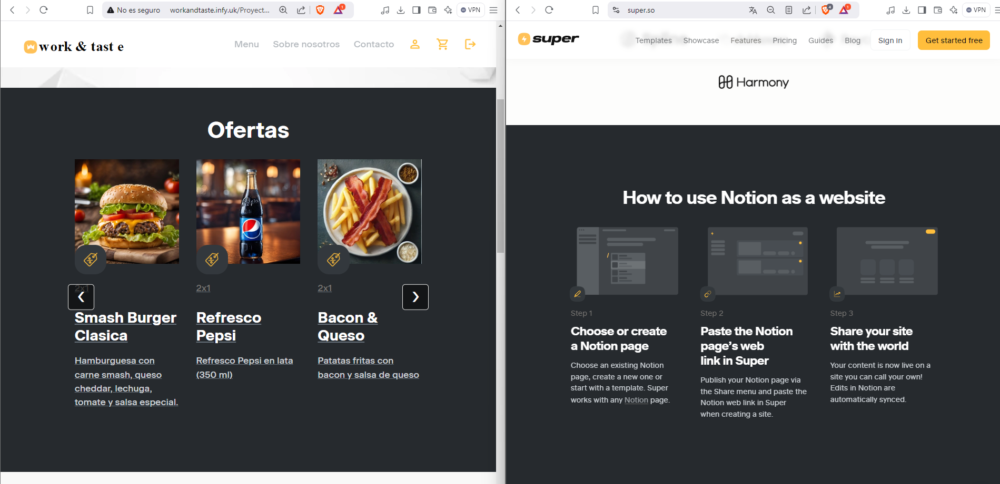 No es seguro
workandtaste.infy.uk/Proyect...
1
VPN
work & tast e
Menu
Sobre nosotros
Contacto
Ofertas
pepsi
2x1
2x1
2x1
Smash Burger
Clasica
Refresco
Pepsi
Bacon &
Queso
Hamburguesa con
carne smash, queso
cheddar, lechuga,
tomate y salsa especial.
Refresco Pepsi en lata
(350 ml)
Patatas fritas con
bacon y salsa de queso
super.so
4
1
VPN
super
Templates
Showcase
Features
Pricing
Guides
Blog
Sign in
Get started free
Harmony
How to use Notion as a website
Step 1
Choose or create
a Notion page
Choose an existing Notion
page, create a new one or
start with a template. Super
works with any Notion page.
Step 2
Paste the Notion
page’s web
link in Super
Publish your Notion page via
the Share menu and paste the
Notion web link in Super
when creating a site.
Step 3
Share your site
with the world
Your content is now live on a
site you can call your own!
Edits in Notion are
automatically synced.